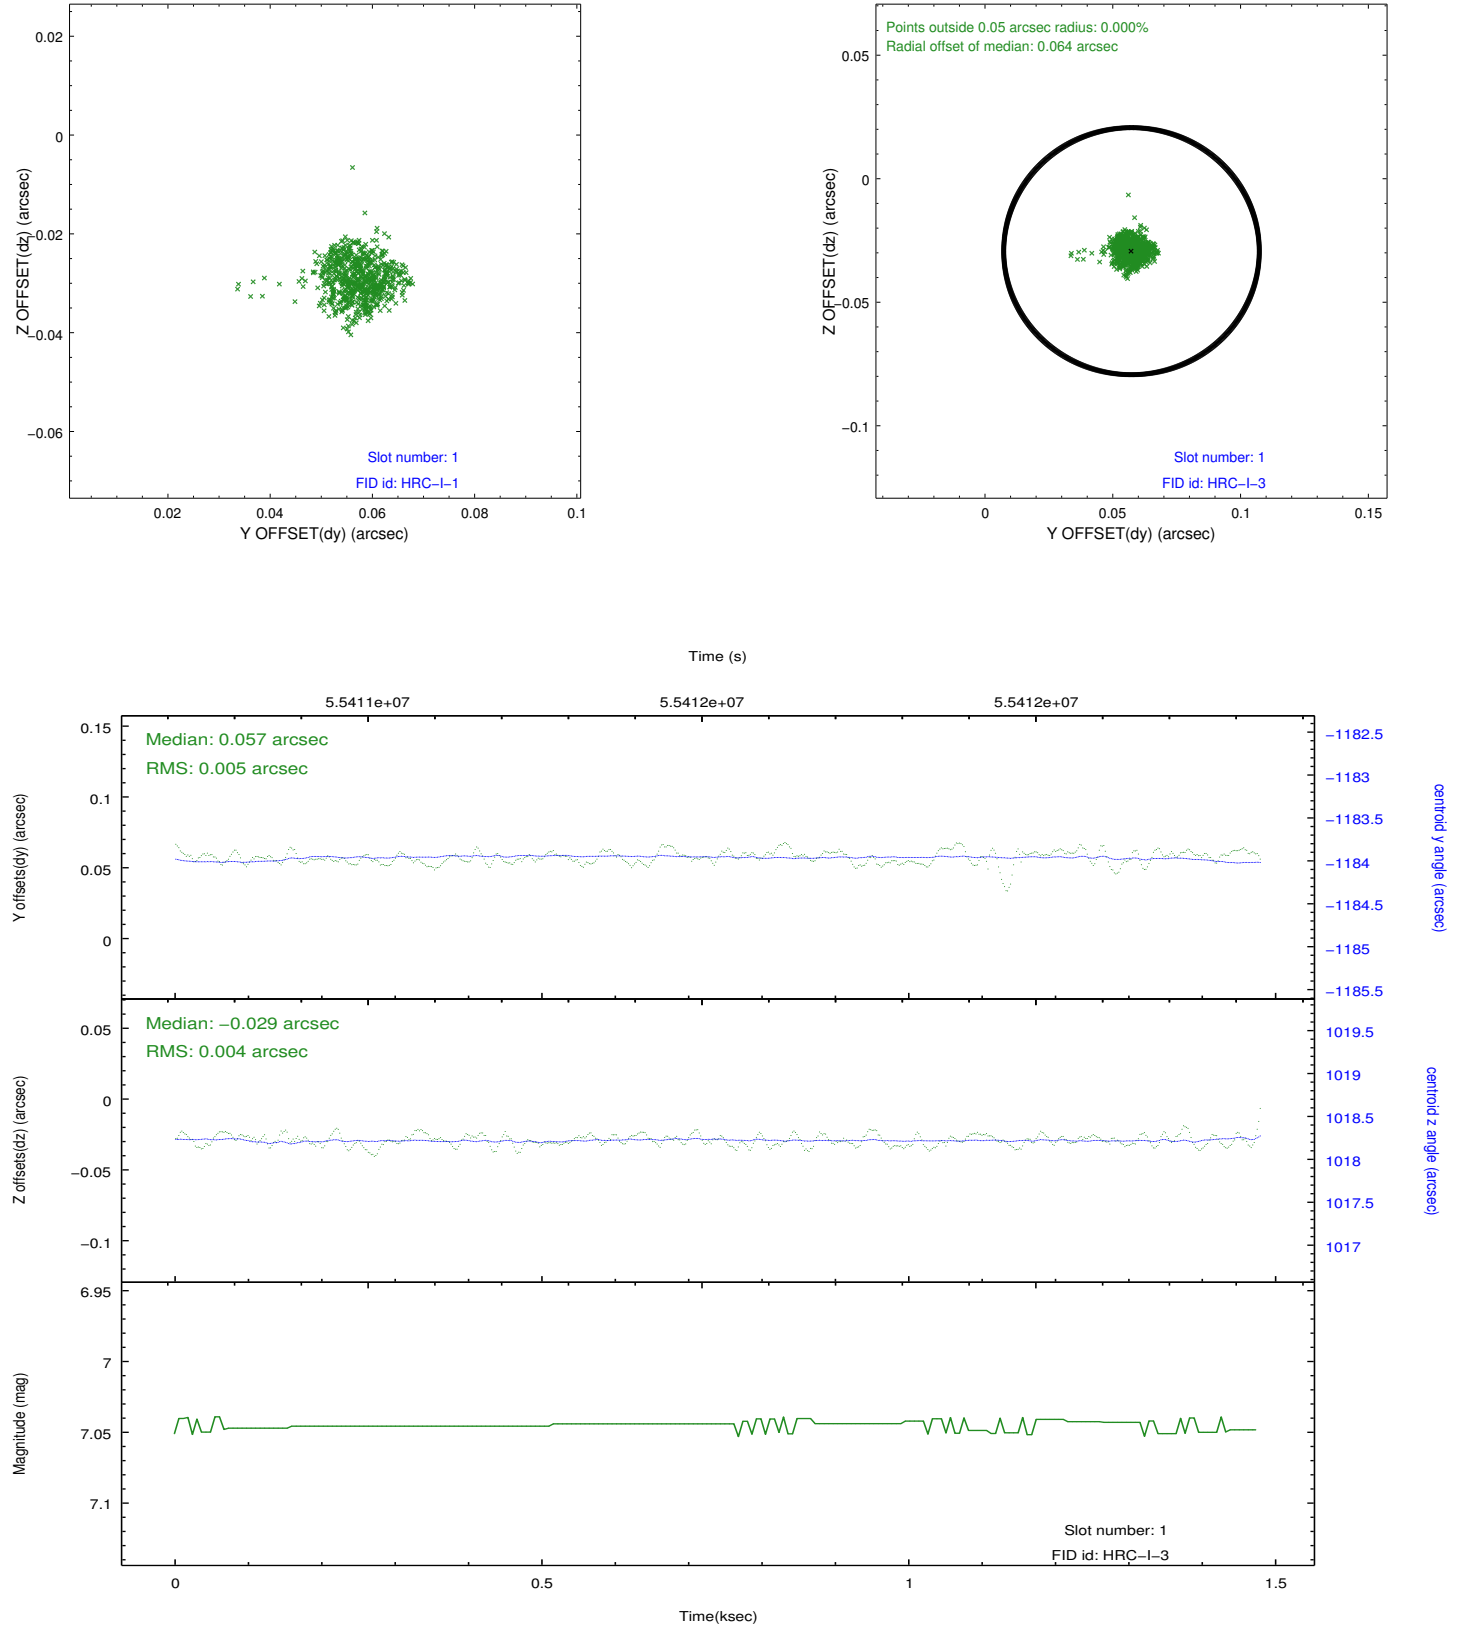 0.02
0
−0.02
−0.04
−0.06
Z OFFSET(dz) (arcsec)
Slot number: 1
FID id: HRC−I−1
0.02
0.04
0.06
0.08
0.1
Y OFFSET(dy) (arcsec)
Points outside 0.05 arcsec radius: 0.000%
Radial offset of median: 0.064 arcsec
0.05
0
−0.05
−0.1
Z OFFSET(dz) (arcsec)
Slot number: 1
FID id: HRC−I−3
0
0.05
0.1
0.15
Y OFFSET(dy) (arcsec)
Time (s)
5.5411e+07
5.5412e+07
5.5412e+07
Median: 0.057 arcsec
RMS: 0.005 arcsec
0.15
0.1
0.05
0
Y offsets(dy) (arcsec)
−1182.5
−1183
−1183.5
−1184
−1184.5
−1185
−1185.5
centroid y angle (arcsec)
Median: −0.029 arcsec
RMS: 0.004 arcsec
0.05
0
−0.05
−0.1
Z offsets(dz) (arcsec)
1019.5
1019
1018.5
1018
1017.5
1017
centroid z angle (arcsec)
6.95
7
7.05
7.1
Magnitude (mag)
Slot number: 1
FID id: HRC−I−3
0
0.5
1
1.5
Time(ksec)